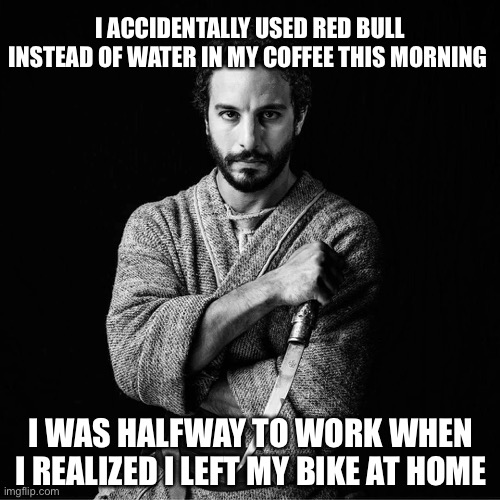 I ACCIDENTALLY USED RED BULL
INSTEAD OF WATER IN MY COFFEE THIS MORNING
I WAS HALFWAY TO WORK WHEN
I REALIZED I LEFT MY BIKE AT HOME
imgflip.com